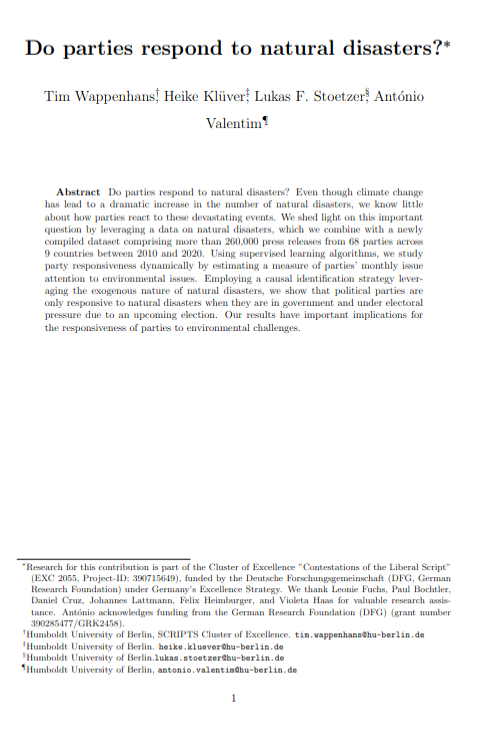 Do parties respond to natural disasters?*
Tim Wappenhans†, Heike Klüver‡, Lukas F. Stoetzer§, António
Valentim¶
Abstract Do parties respond to natural disasters? Even though climate change
has lead to a dramatic increase in the number of natural disasters, we know little
about how parties react to these devastating events. We shed light on this important
question by leveraging a data on natural disasters, which we combine with a newly
compiled dataset comprising more than 260,000 press releases from 68 parties across
9 countries between 2010 and 2020. Using supervised learning algorithms, we study
party responsiveness dynamically by estimating a measure of parties' monthly issue
attention to environmental issues. Employing a causal identification strategy lever-
aging the exogenous nature of natural disasters, we show that political parties are
only responsive to natural disasters when they are in government and under electoral
pressure due to an upcoming election. Our results have important implications for
the responsiveness of parties to environmental challenges.
*Research for this contribution is part of the Cluster of Excellence "Contestations of the Liberal Script"
(EXC 2055, Project-ID: 390715649), funded by the Deutsche Forschungsgemeinschaft (DFG, German
Research Foundation) under Germany's Excellence Strategy. We thank Leonie Fuchs, Paul Bochtler,
Daniel Cruz, Johannes Lattmann, Felix Heimburger, and Violeta Haas for valuable research assis-
tance. António acknowledges funding from the German Research Foundation (DFG) (grant number
390285477/GRK2458).
†Humboldt University of Berlin, SCRIPTS Cluster of Excellence. tim.wappenhans@hu-berlin.de
‡Humboldt University of Berlin. heike.kluever@hu-berlin.de
§Humboldt University of Berlin.lukas.stoetzer@hu-berlin.de
¶Humboldt University of Berlin, antonio.valentim@hu-berlin.de
1